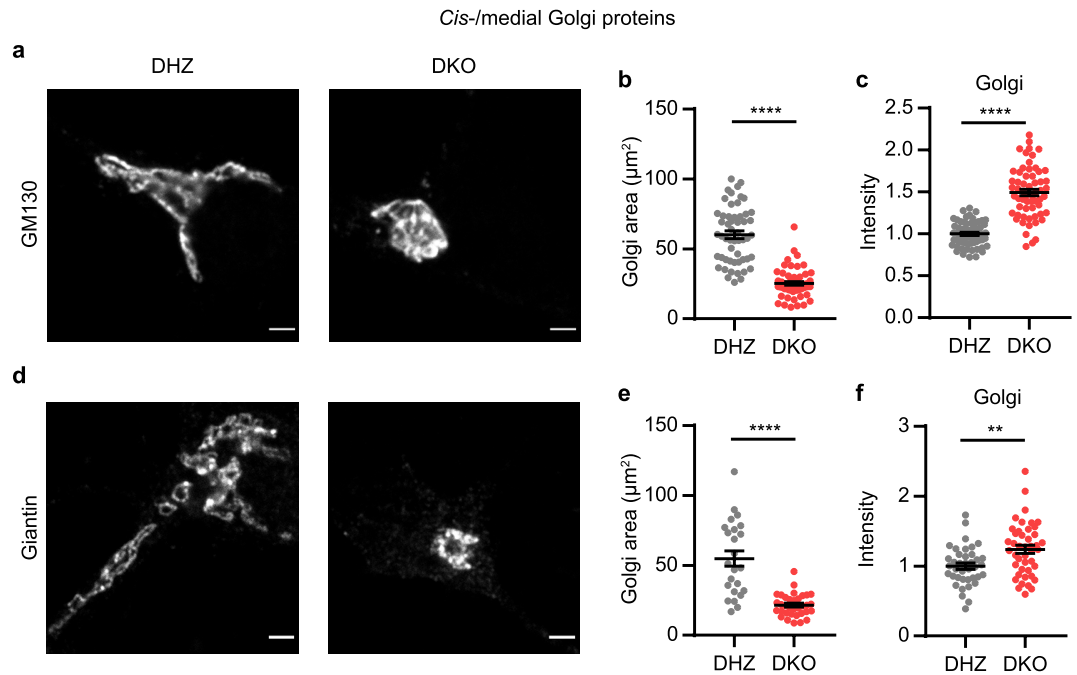 Cis-/medial Golgi proteins
a
DHZ
DKO
GM130
b
150
100
50
0
Golgi area (µm²)
****
DHZ
DKO
c
Golgi
2.5
2.0
1.5
1.0
0.5
0.0
Intensity
****
DHZ
DKO
d
Giantin
e
150
100
50
0
Golgi area (µm²)
****
DHZ
DKO
f
Golgi
3
2
1
0
Intensity
**
DHZ
DKO